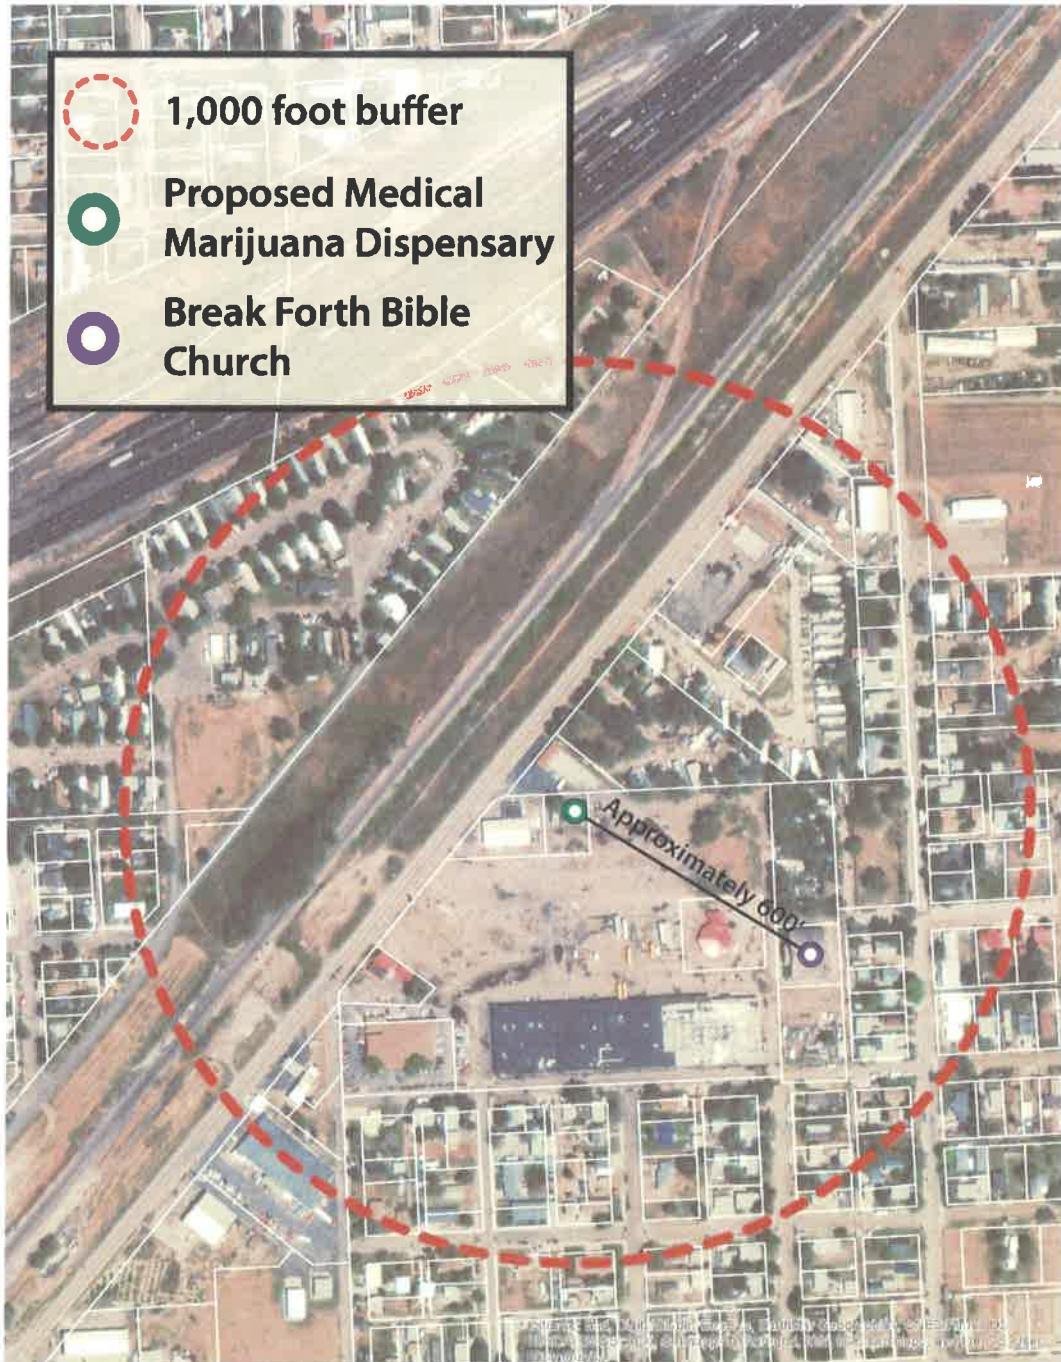 1,000 foot buffer
Proposed Medical
Marijuana Dispensary
Break Forth Bible
Church
Approximately 600'